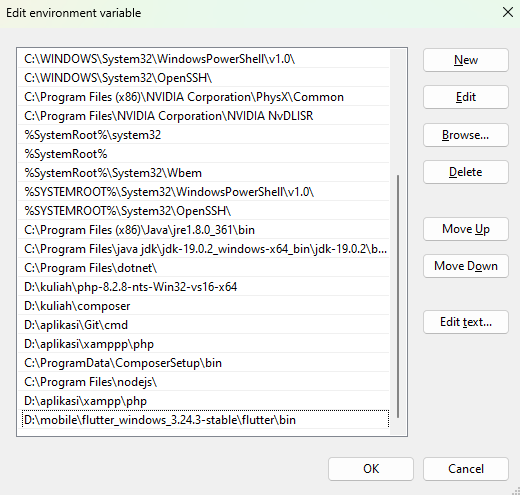 Edit environment variable
C:\WINDOWS\System32\WindowsPowerShell\v1.0\
C:\WINDOWS\System32\OpenSSH\
C:\Program Files (x86)\NVIDIA Corporation\PhysX\Common
C:\Program Files\NVIDIA Corporation\NVIDIA NvDLISR
%SystemRoot%\system32
%SystemRoot%
%SystemRoot%\System32\Wbem
%SYSTEMROOT%\System32\WindowsPowerShell\v1.0\
%SYSTEMROOT%\System32\OpenSSH\
C:\Program Files (x86)\Java\jre1.8.0_361\bin
C:\Program Files\java jdk\jdk-19.0.2_windows-x64_bin\jdk-19.0.2\b...
C:\Program Files\dotnet\
D:\kuliah\php-8.2.8-nts-Win32-vs16-x64
D:\kuliah\composer
D:\aplikasi\Git\cmd
D:\aplikasi\xamppp\php
C:\ProgramData\ComposerSetup\bin
C:\Program Files\nodejs\
D:\aplikasi\xampp\php
D:\mobile\flutter_windows_3.24.3-stable\flutter\bin
New
Edit
Browse...
Delete
Move Up
Move Down
Edit text...
OK
Cancel